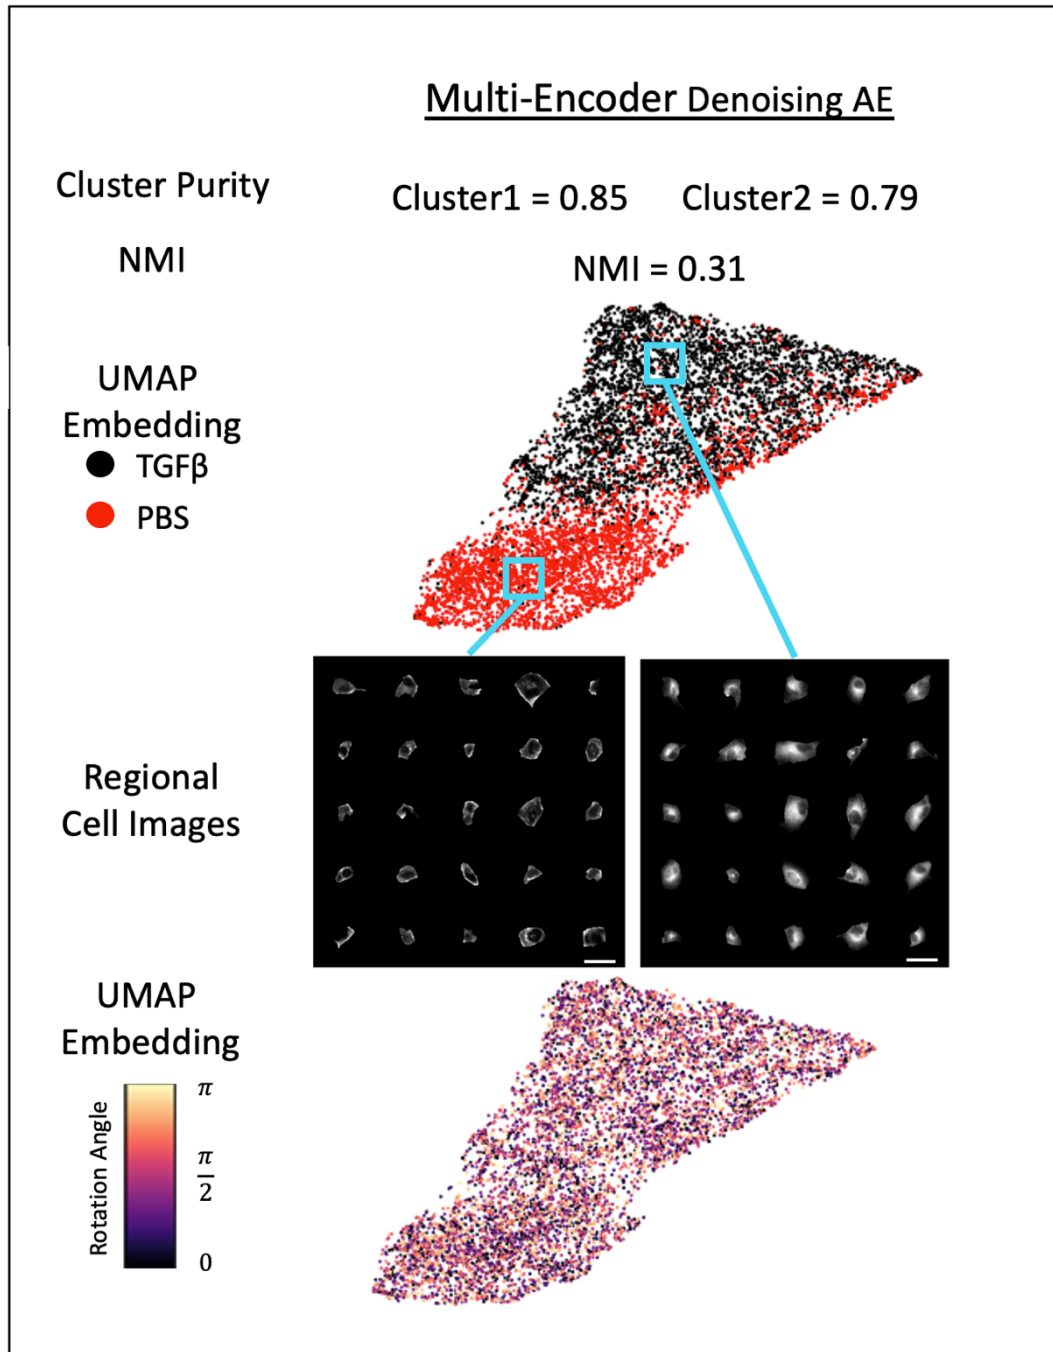 Multi-Encoder Denoising AE
Cluster Purity
Cluster1 = 0.85 Cluster2 = 0.79
NMI
NMI = 0.31
UMAP
Embedding
TGFβ
PBS
Regional
Cell Images
UMAP
Embedding
Rotation Angle
π
π
2
0